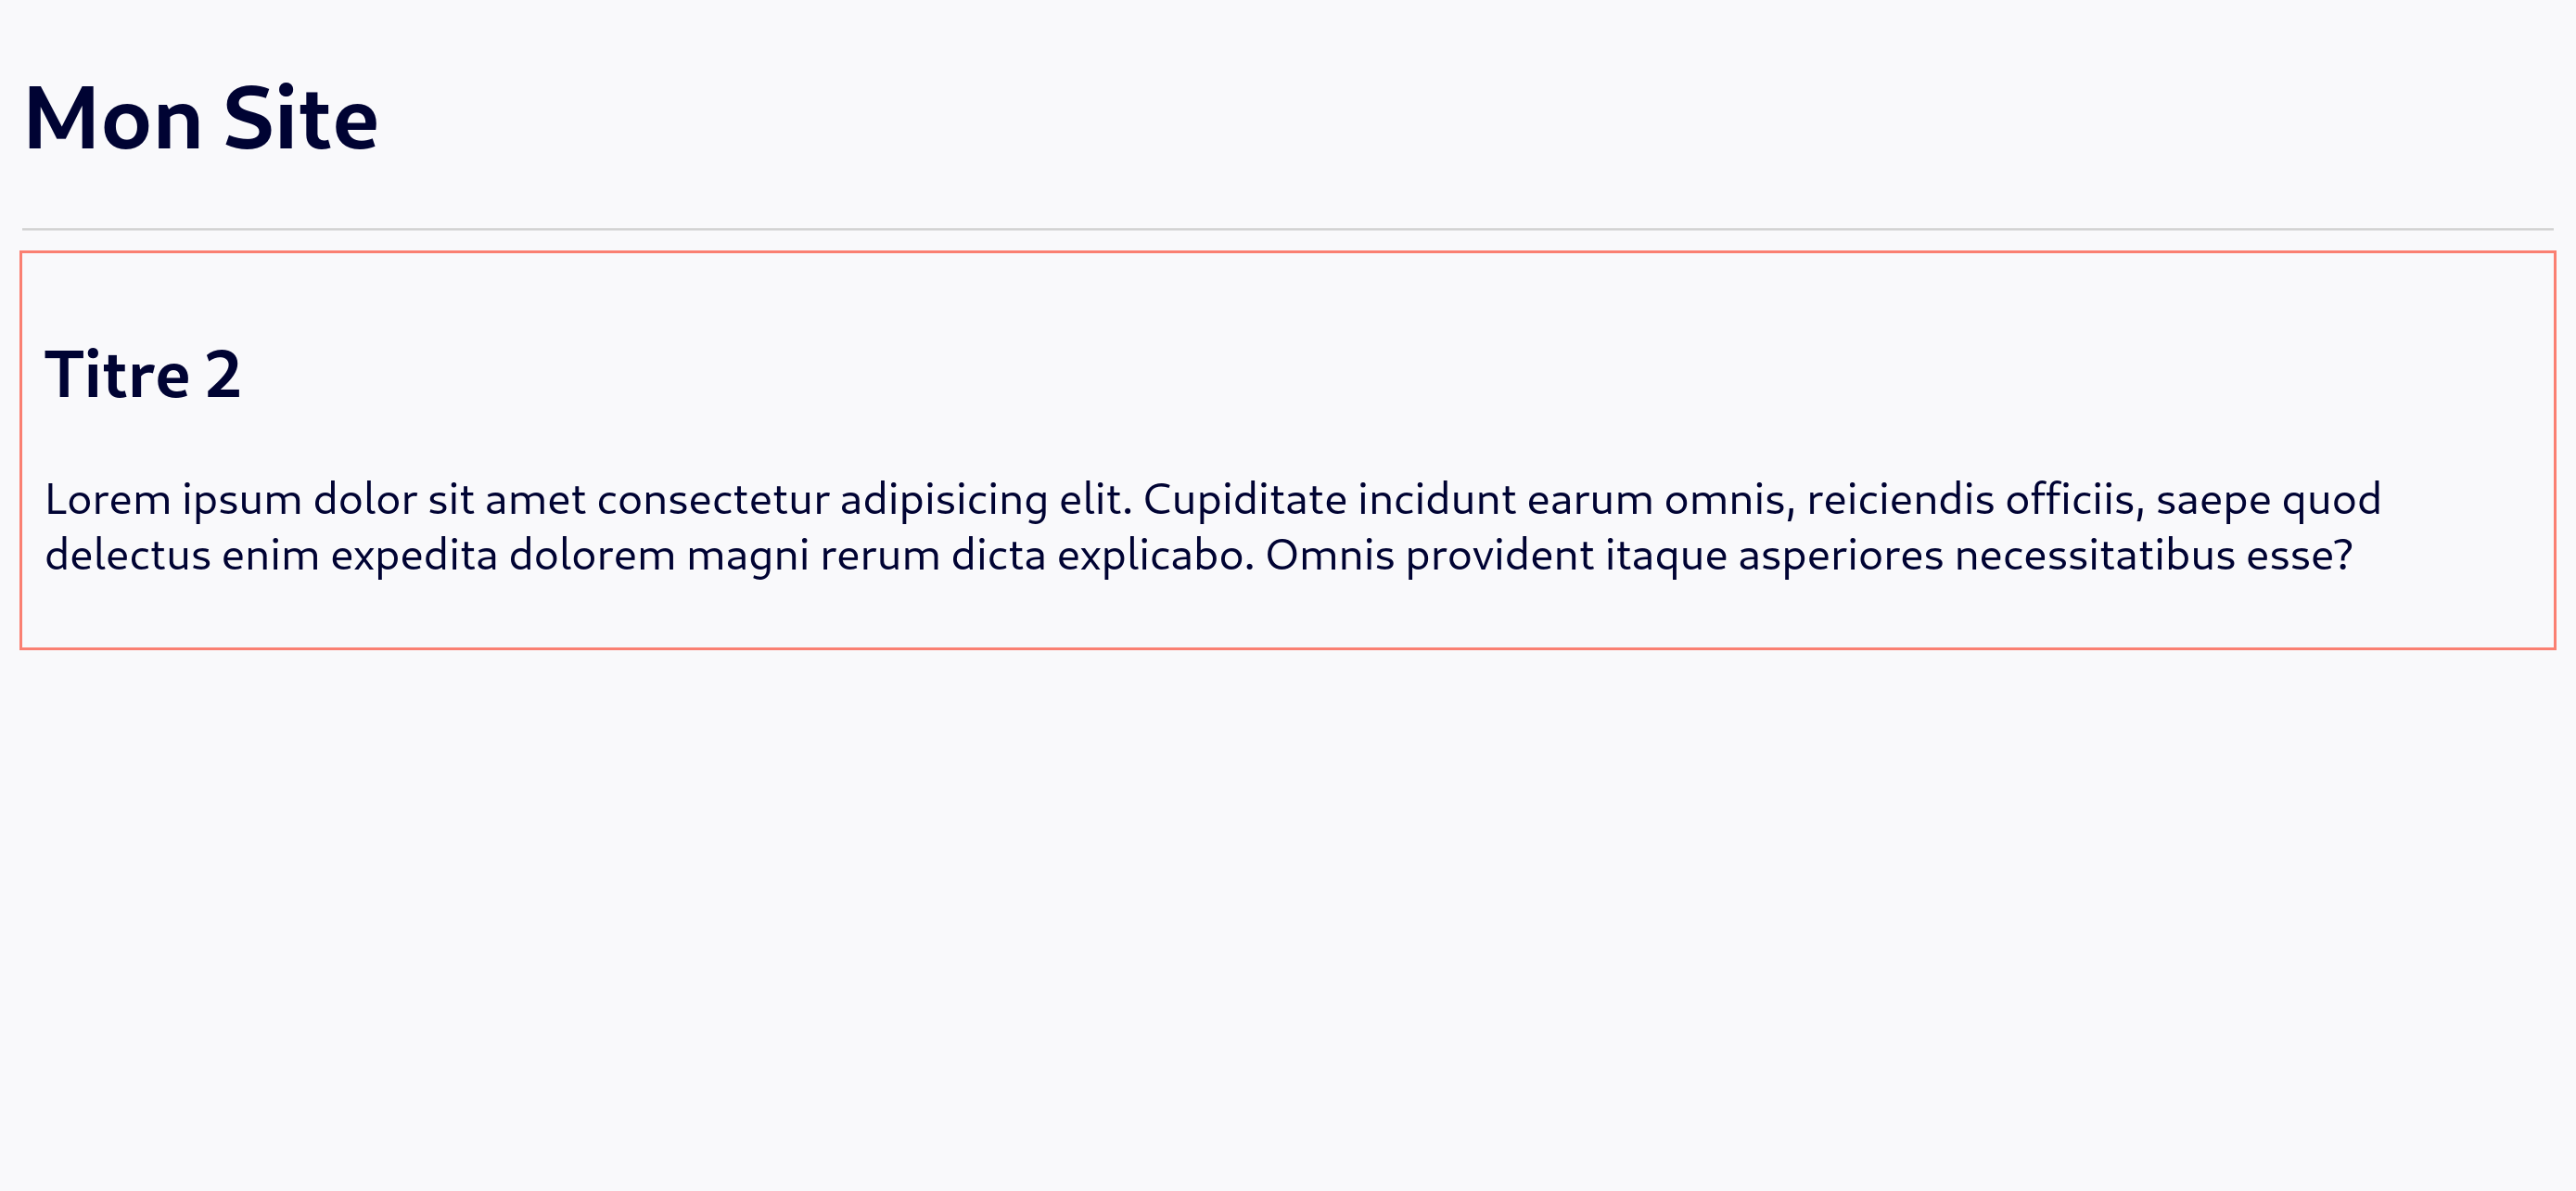 Mon Site
Titre 2
Lorem ipsum dolor sit amet consectetur adipisicing elit. Cupiditate incidunt earum omnis, reiciendis officiis, saepe quod
delectus enim expedita dolorem magni rerum dicta explicabo. Omnis provident itaque asperiores necessitatibus esse?